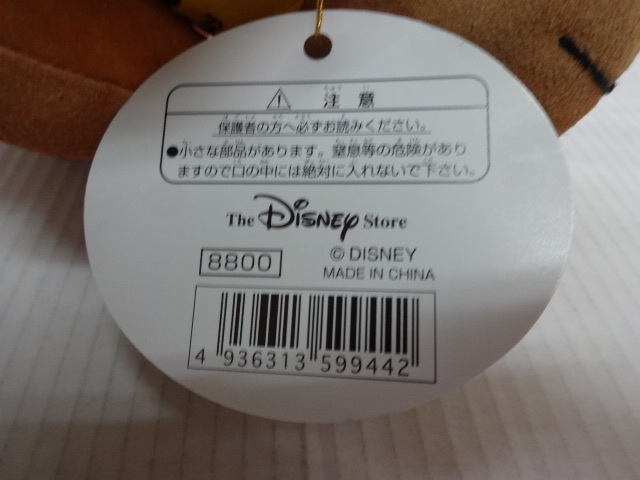 注意
保護者の方へ必ずお読みください。
●小さな部品があります。窒息等の危険があり
ますので口の中には絶対に入れないで下さい。
The Disney Store
8800
© DISNEY
MADE IN CHINA
4 936313 599442